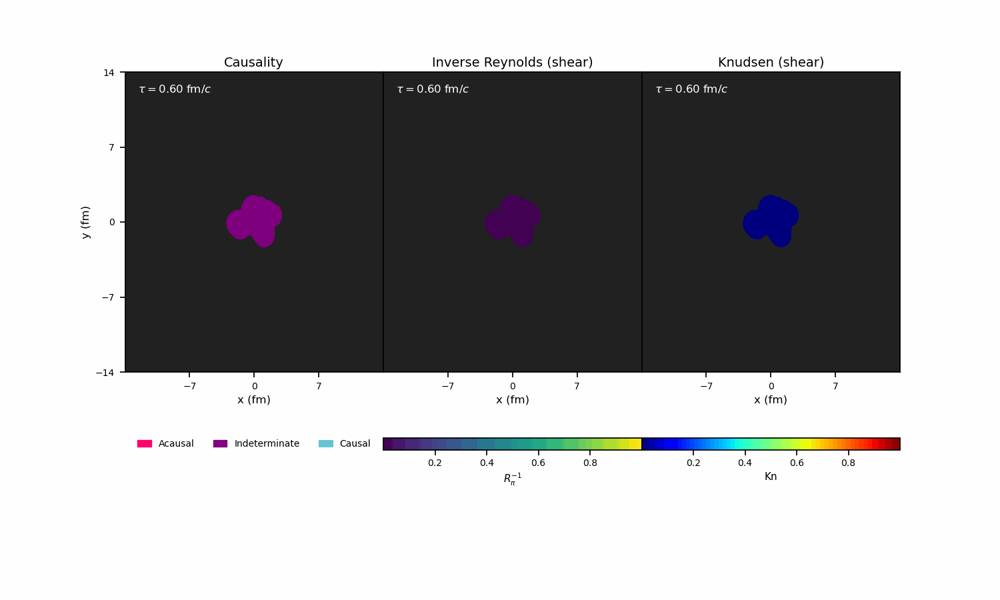 Causality
Inverse Reynolds (shear)
Knudsen (shear)
14
7
0
−7
−14
y (fm)
τ = 0.60 fm/c
τ = 0.60 fm/c
τ = 0.60 fm/c
−7 0 7
−7 0 7
−7 0 7
x (fm)
x (fm)
x (fm)
Acausal Indeterminate Causal
0.2 0.4 0.6 0.8
0.2 0.4 0.6 0.8
R_π^−1
Kn